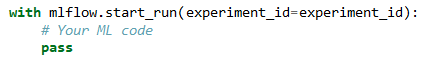 with mlflow.start_run(experiment_id=experiment_id):
    # Your ML code
    pass